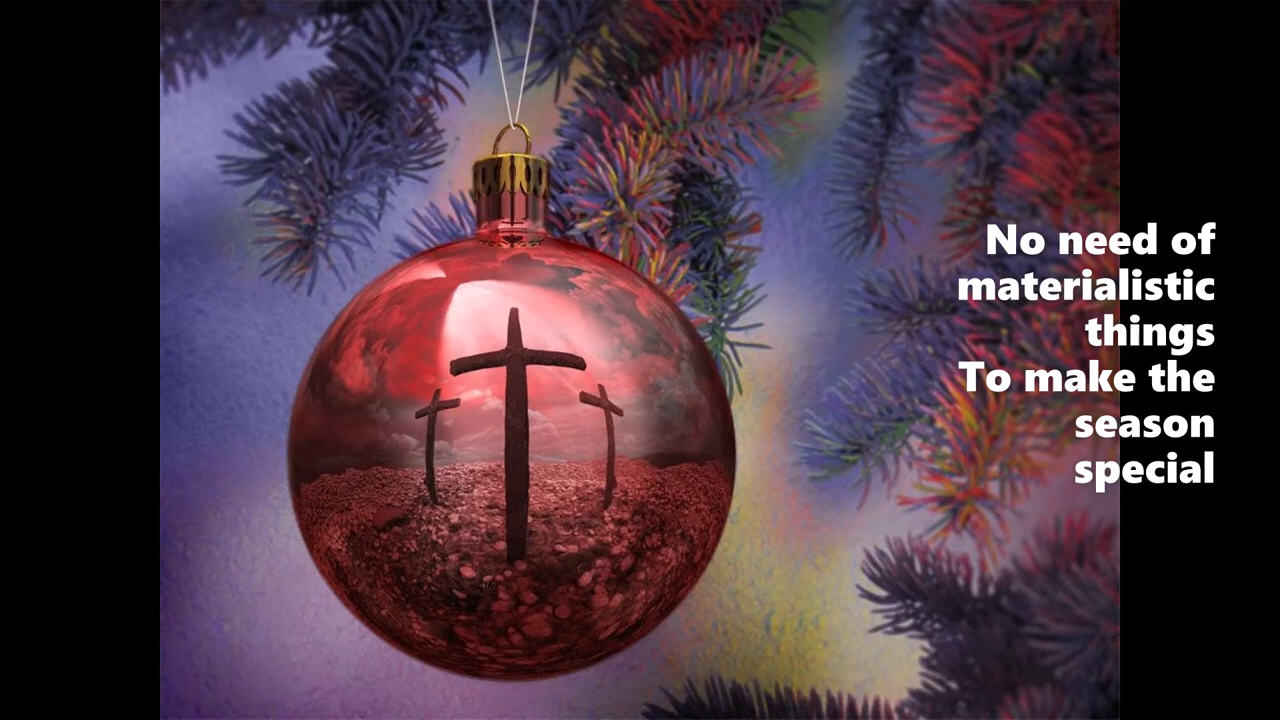 No need of
materialistic
things
To make the
season
special